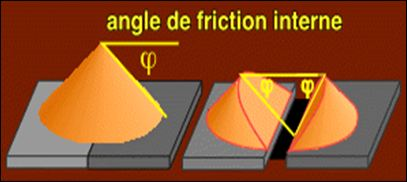 angle de friction interne
φ
φ φ